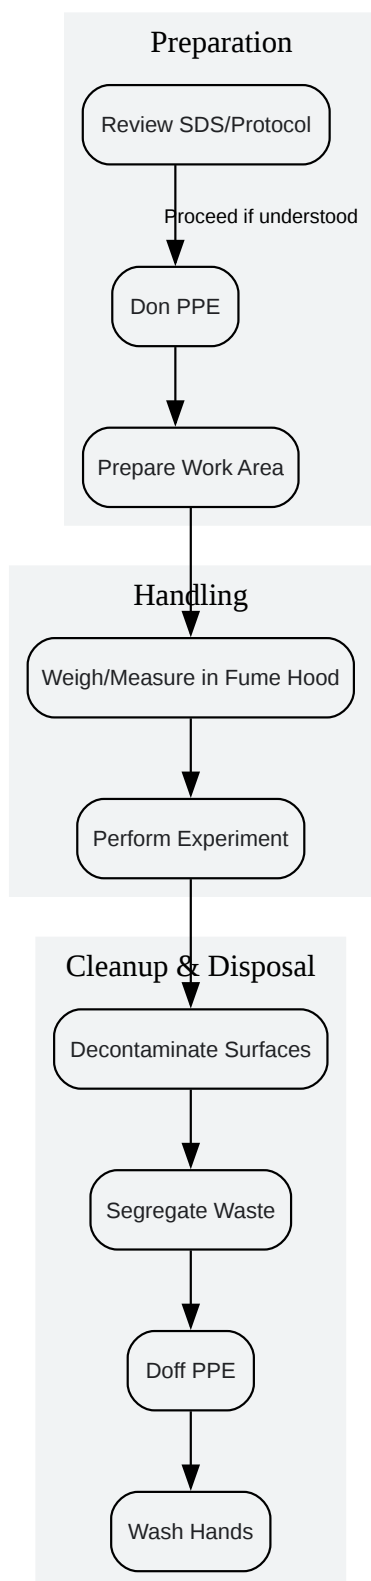 Preparation
Review SDS/Protocol
Proceed if understood
Don PPE
Prepare Work Area
Handling
Weigh/Measure in Fume Hood
Perform Experiment
Cleanup & Disposal
Decontaminate Surfaces
Segregate Waste
Doff PPE
Wash Hands